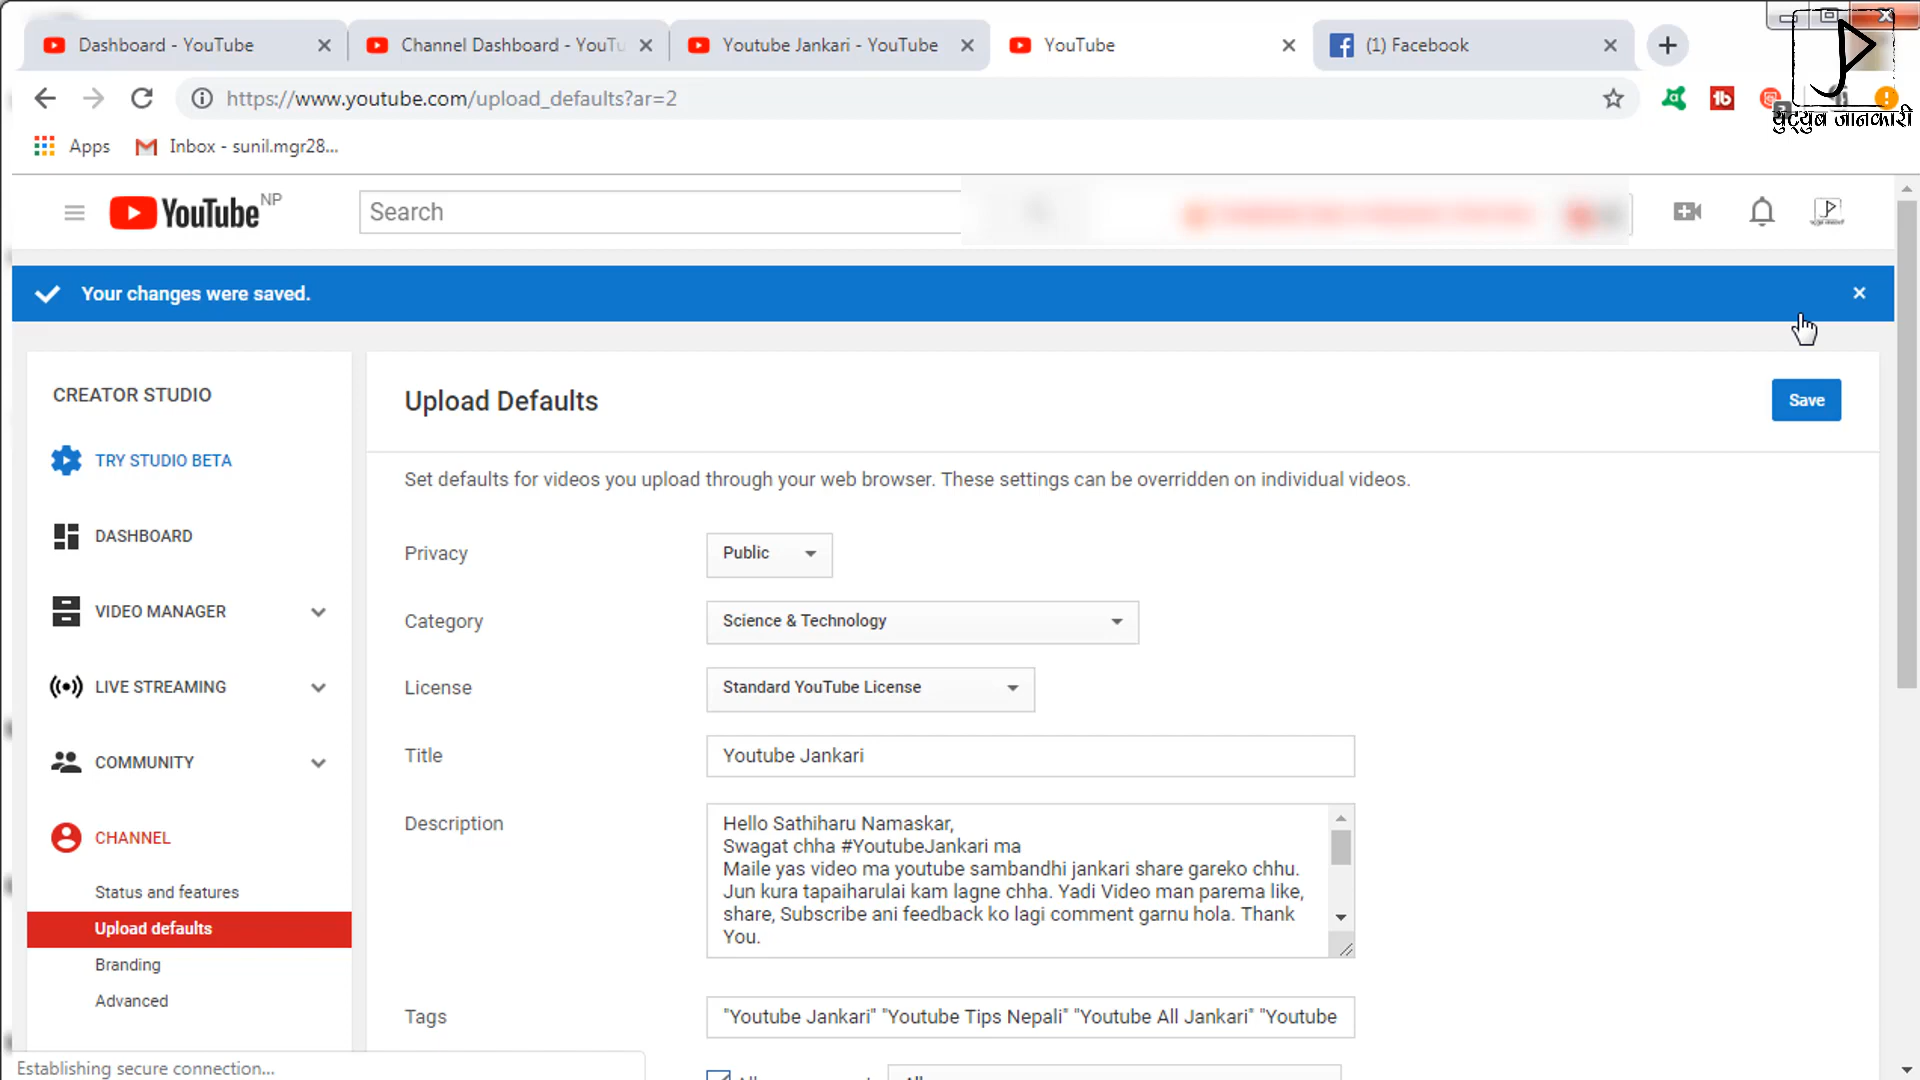 Dashboard - YouTube
Channel Dashboard - YouTu
Youtube Jankari - YouTube
YouTube
(1) Facebook
https://www.youtube.com/upload_defaults?ar=2
युट्युब जानकारी
Apps
Inbox - sunil.mgr28...
YouTube NP
Search
Your changes were saved.
CREATOR STUDIO
Upload Defaults
Save
TRY STUDIO BETA
Set defaults for videos you upload through your web browser. These settings can be overridden on individual videos.
DASHBOARD
Privacy
Public
VIDEO MANAGER
Category
Science & Technology
LIVE STREAMING
License
Standard YouTube License
Title
Youtube Jankari
COMMUNITY
Description
Hello Sathiharu Namaskar,
Swagat chha #YoutubeJankari ma
Maile yas video ma youtube sambandhi jankari share gareko chhu.
Jun kura tapaiharulai kam lagne chha. Yadi Video man parema like,
share, Subscribe ani feedback ko lagi comment garnu hola. Thank
You.
CHANNEL
Status and features
Upload defaults
Branding
Advanced
Tags
"Youtube Jankari" "Youtube Tips Nepali" "Youtube All Jankari" "Youtube
Establishing secure connection...